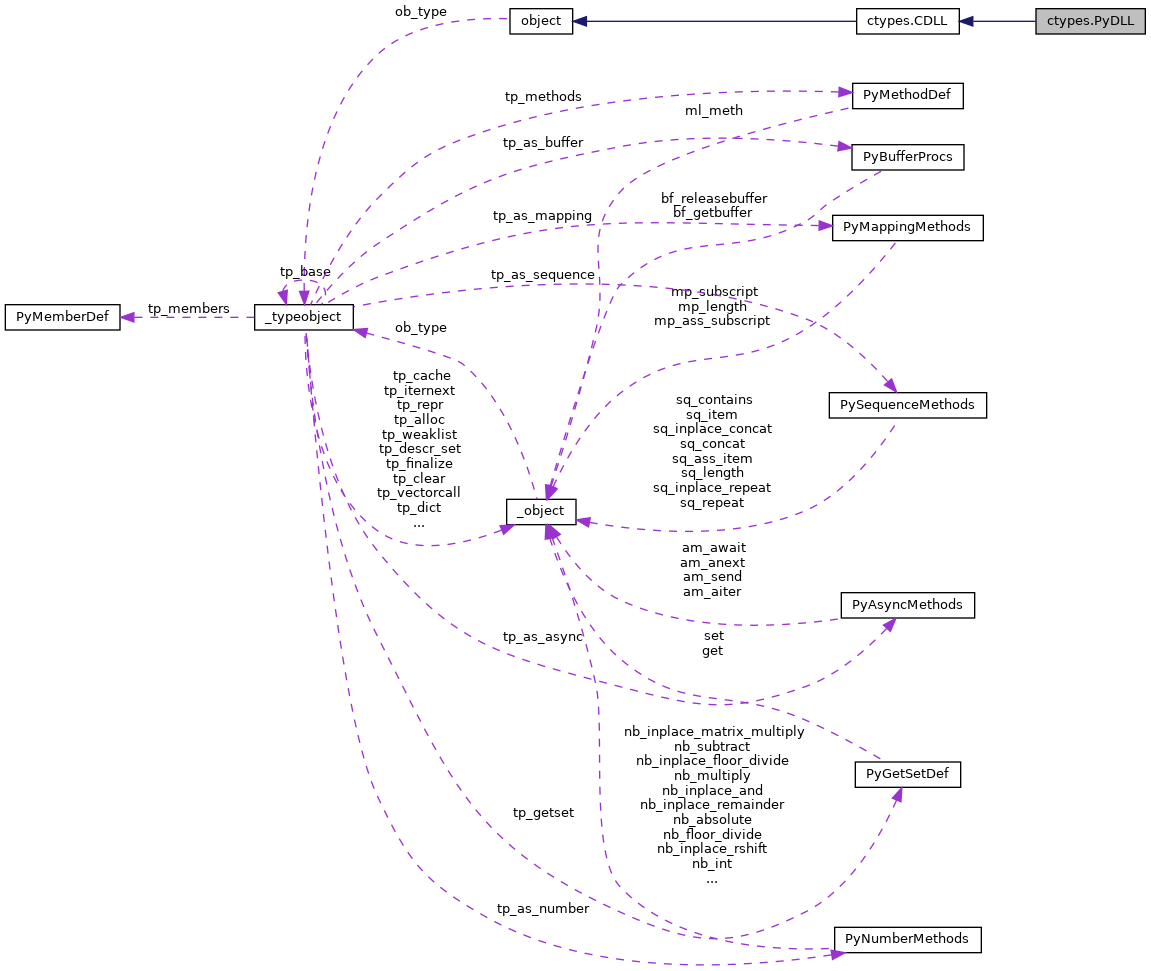 ob_type
object
ctypes.CDLL
ctypes.PyDLL
tp_methods
PyMethodDef
ml_meth
tp_as_buffer
PyBufferProcs
bf_releasebuffer
bf_getbuffer
tp_as_mapping
PyMappingMethods
tp_base
tp_as_sequence
mp_subscript
mp_length
mp_ass_subscript
PyMemberDef
tp_members
_typeobject
ob_type
tp_cache
tp_iternext
tp_repr
tp_alloc
tp_weaklist
tp_descr_set
tp_finalize
tp_clear
tp_vectorcall
tp_dict
...
sq_contains
sq_item
sq_inplace_concat
sq_concat
sq_ass_item
sq_length
sq_inplace_repeat
sq_repeat
PySequenceMethods
_object
am_await
am_anext
am_send
am_aiter
PyAsyncMethods
tp_as_async
set
get
nb_inplace_matrix_multiply
nb_subtract
nb_inplace_floor_divide
nb_multiply
nb_inplace_and
nb_inplace_remainder
nb_absolute
nb_floor_divide
nb_inplace_rshift
nb_int
...
PyGetSetDef
tp_getset
tp_as_number
PyNumberMethods